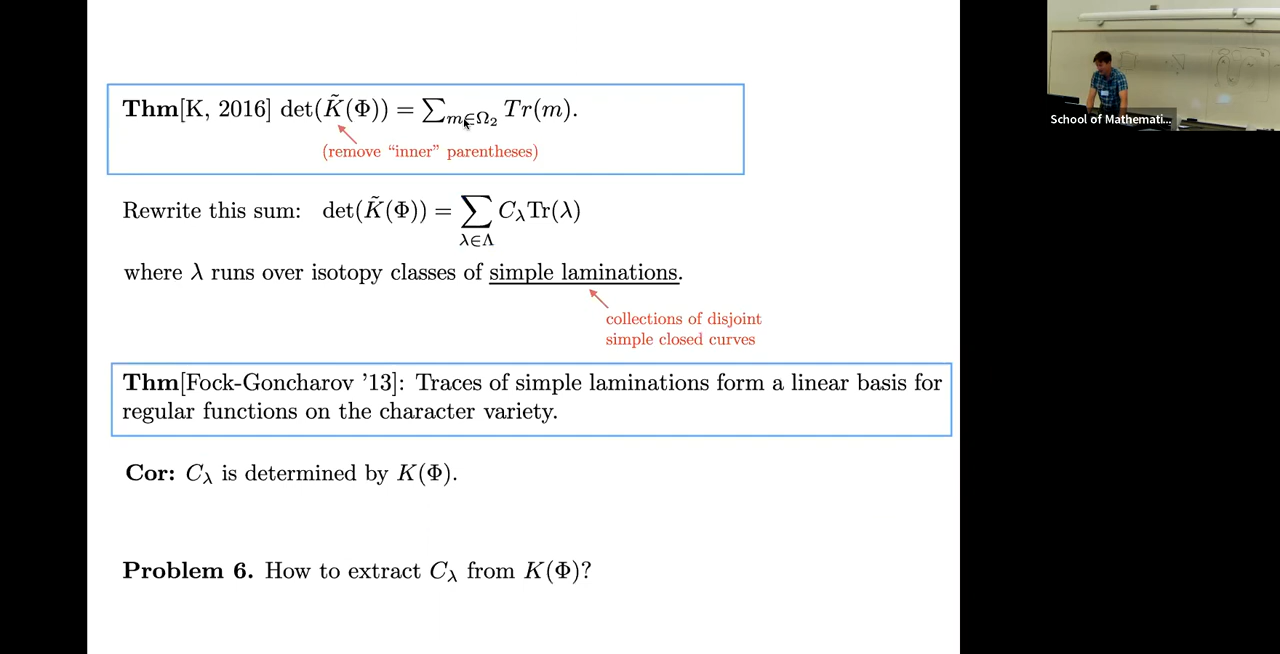 Thm[K, 2016] det(K̃(Φ)) = ∑_{m∈Ω₂} Tr(m).
(remove “inner” parentheses)
Rewrite this sum: det(K̃(Φ)) = ∑_{λ∈Λ} C_λ Tr(λ)
where λ runs over isotopy classes of simple laminations.
collections of disjoint
simple closed curves
Thm[Fock-Goncharov ’13]: Traces of simple laminations form a linear basis for
regular functions on the character variety.
Cor: C_λ is determined by K(Φ).
Problem 6. How to extract C_λ from K(Φ)?
School of Mathemati...